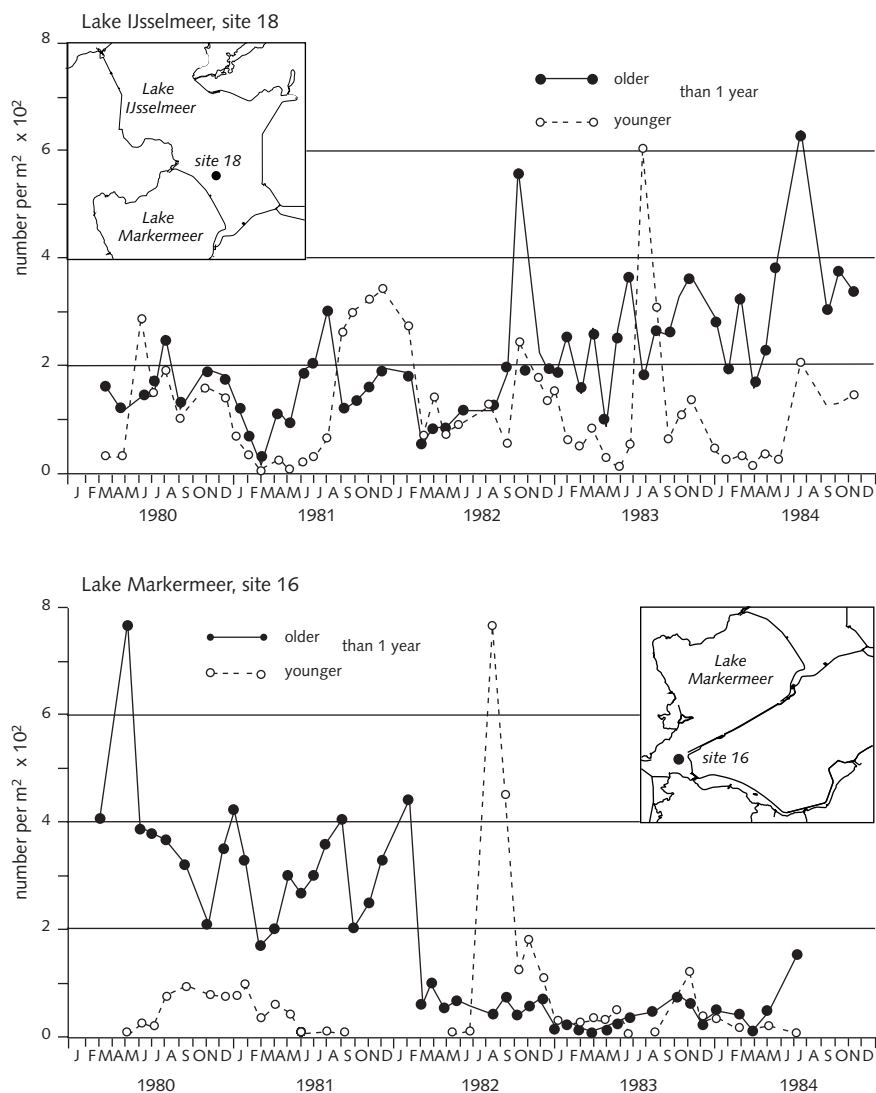 Lake IJsselmeer, site 18
8
6
4
2
0
number per m² x 10²
Lake
IJsselmeer
site 18
Lake
Markermeer
older
than 1 year
younger
J F M A M J J A S O N D J F M A M J J A S O N D J F M A M J J A S O N D J F M A M J J A S O N D J F M A M J J A S O N D
1980 1981 1982 1983 1984
Lake Markermeer, site 16
8
6
4
2
0
number per m² x 10²
older
than 1 year
younger
Lake
Markermeer
site 16
J F M A M J J A S O N D J F M A M J J A S O N D J F M A M J J A S O N D J F M A M J J A S O N D J F M A M J J A S O N D
1980 1981 1982 1983 1984